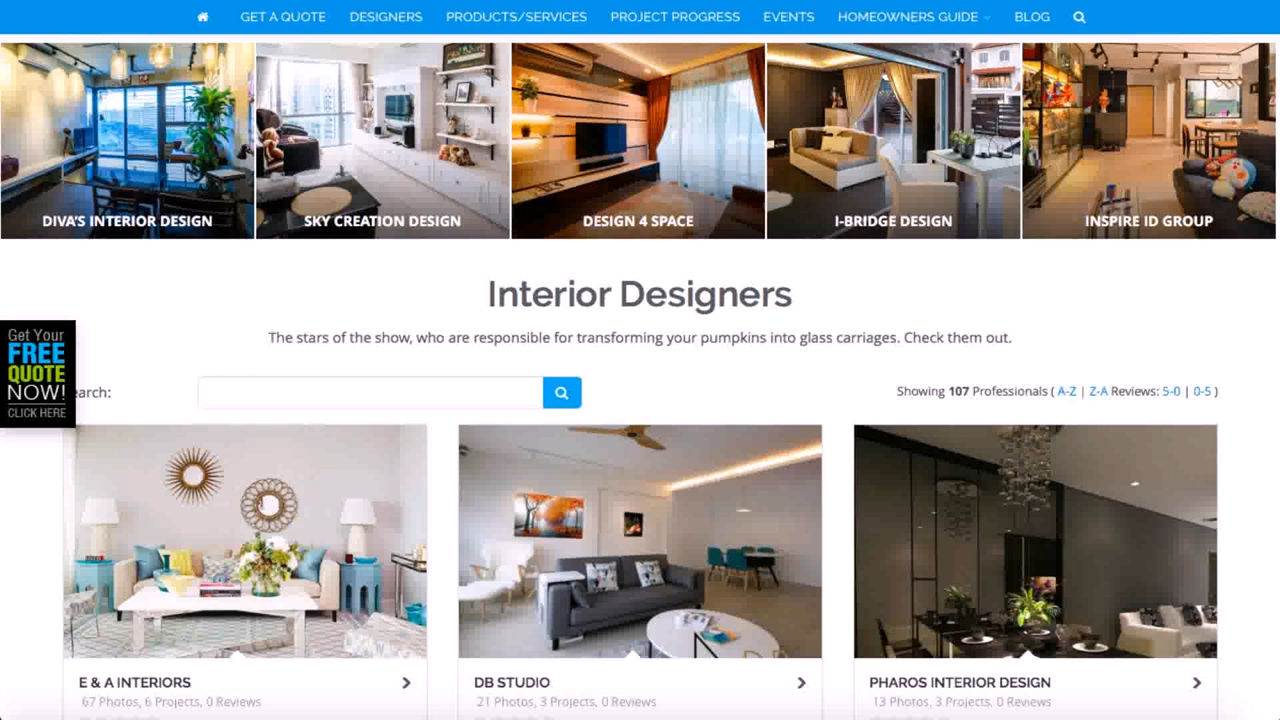 GET A QUOTE DESIGNERS PRODUCTS/SERVICES PROJECT PROGRESS EVENTS HOMEOWNERS GUIDE BLOG
DIVA'S INTERIOR DESIGN SKY CREATION DESIGN DESIGN 4 SPACE I-BRIDGE DESIGN INSPIRE ID GROUP
Interior Designers
The stars of the show, who are responsible for transforming your pumpkins into glass carriages. Check them out.
Get Your
FREE
QUOTE
NOW!
CLICK HERE
earch:
Showing 107 Professionals ( A-Z | Z-A Reviews: 5-0 | 0-5 )
E & A INTERIORS
67 Photos, 6 Projects, 0 Reviews
DB STUDIO
21 Photos, 3 Projects, 0 Reviews
PHAROS INTERIOR DESIGN
13 Photos, 3 Projects, 0 Reviews